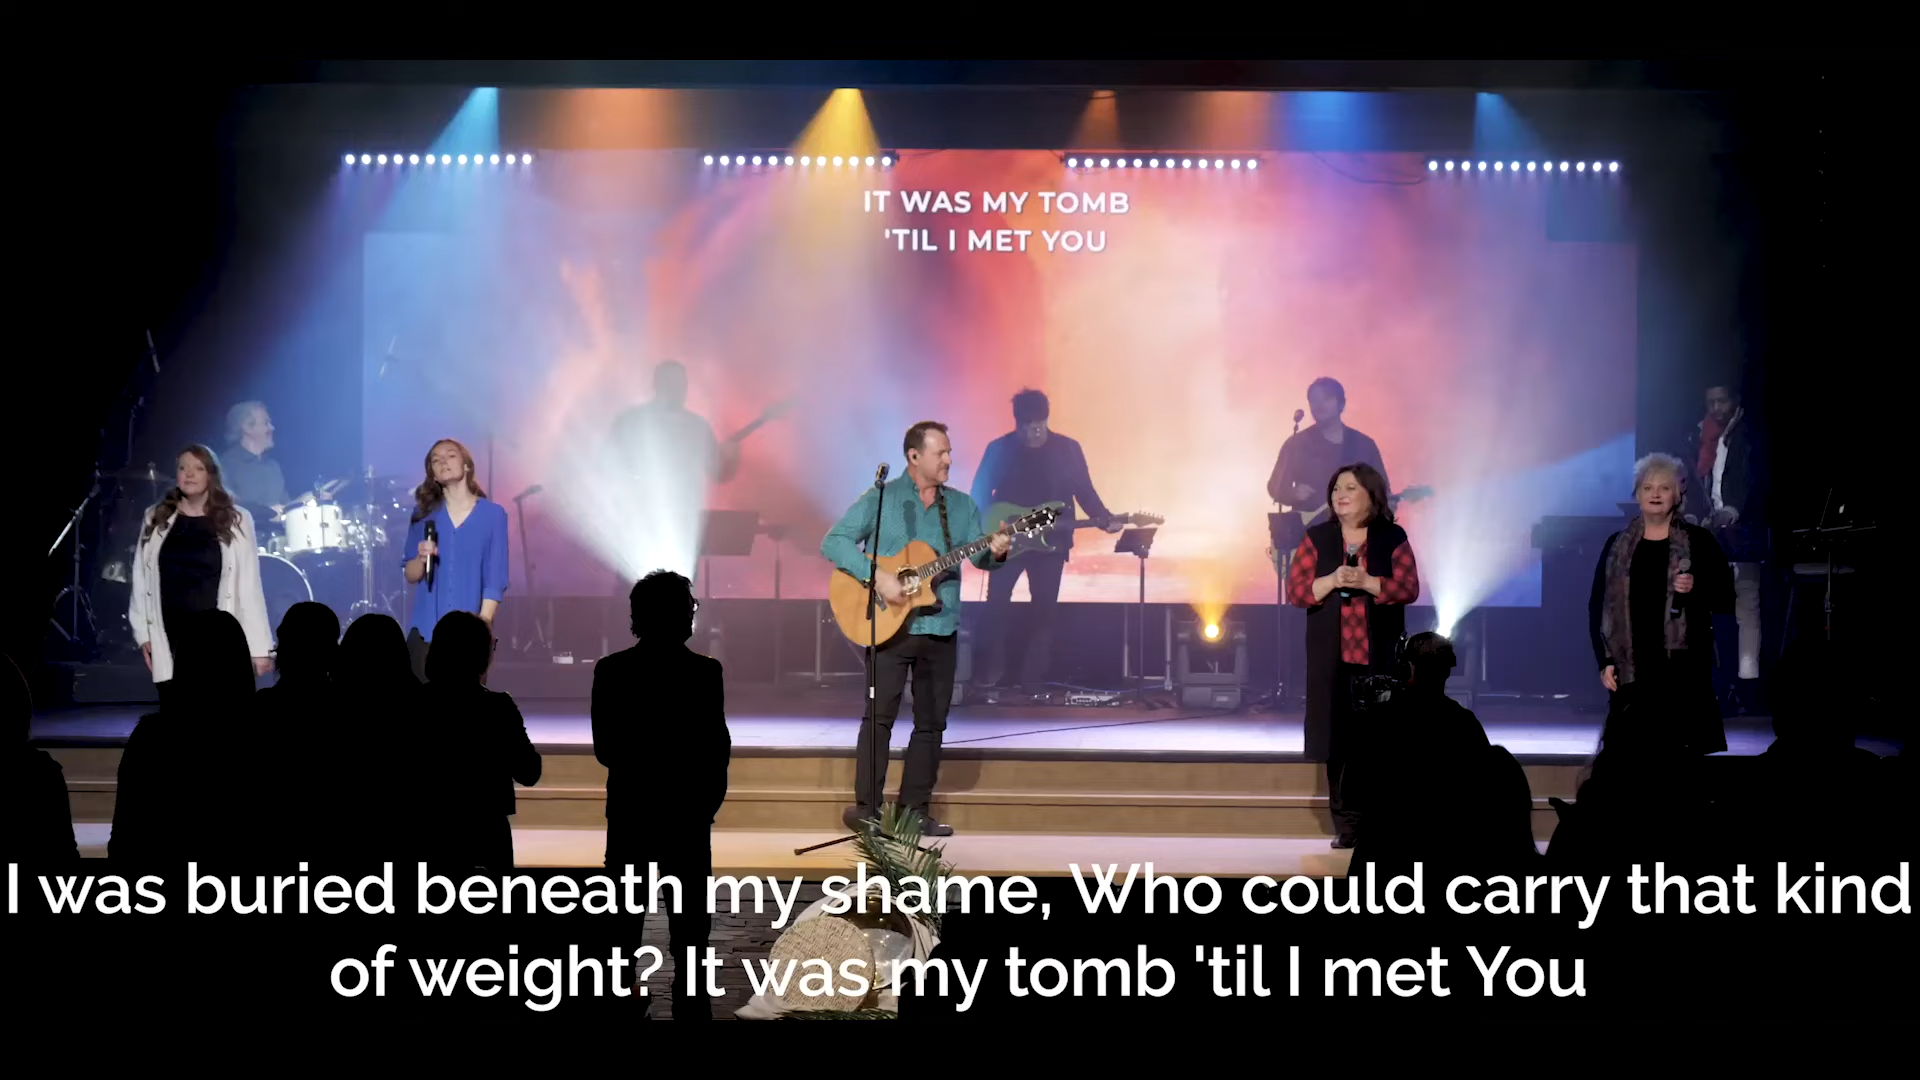 IT WAS MY TOMB
'TIL I MET YOU
I was buried beneath my shame, Who could carry that kind
of weight? It was my tomb 'til I met You